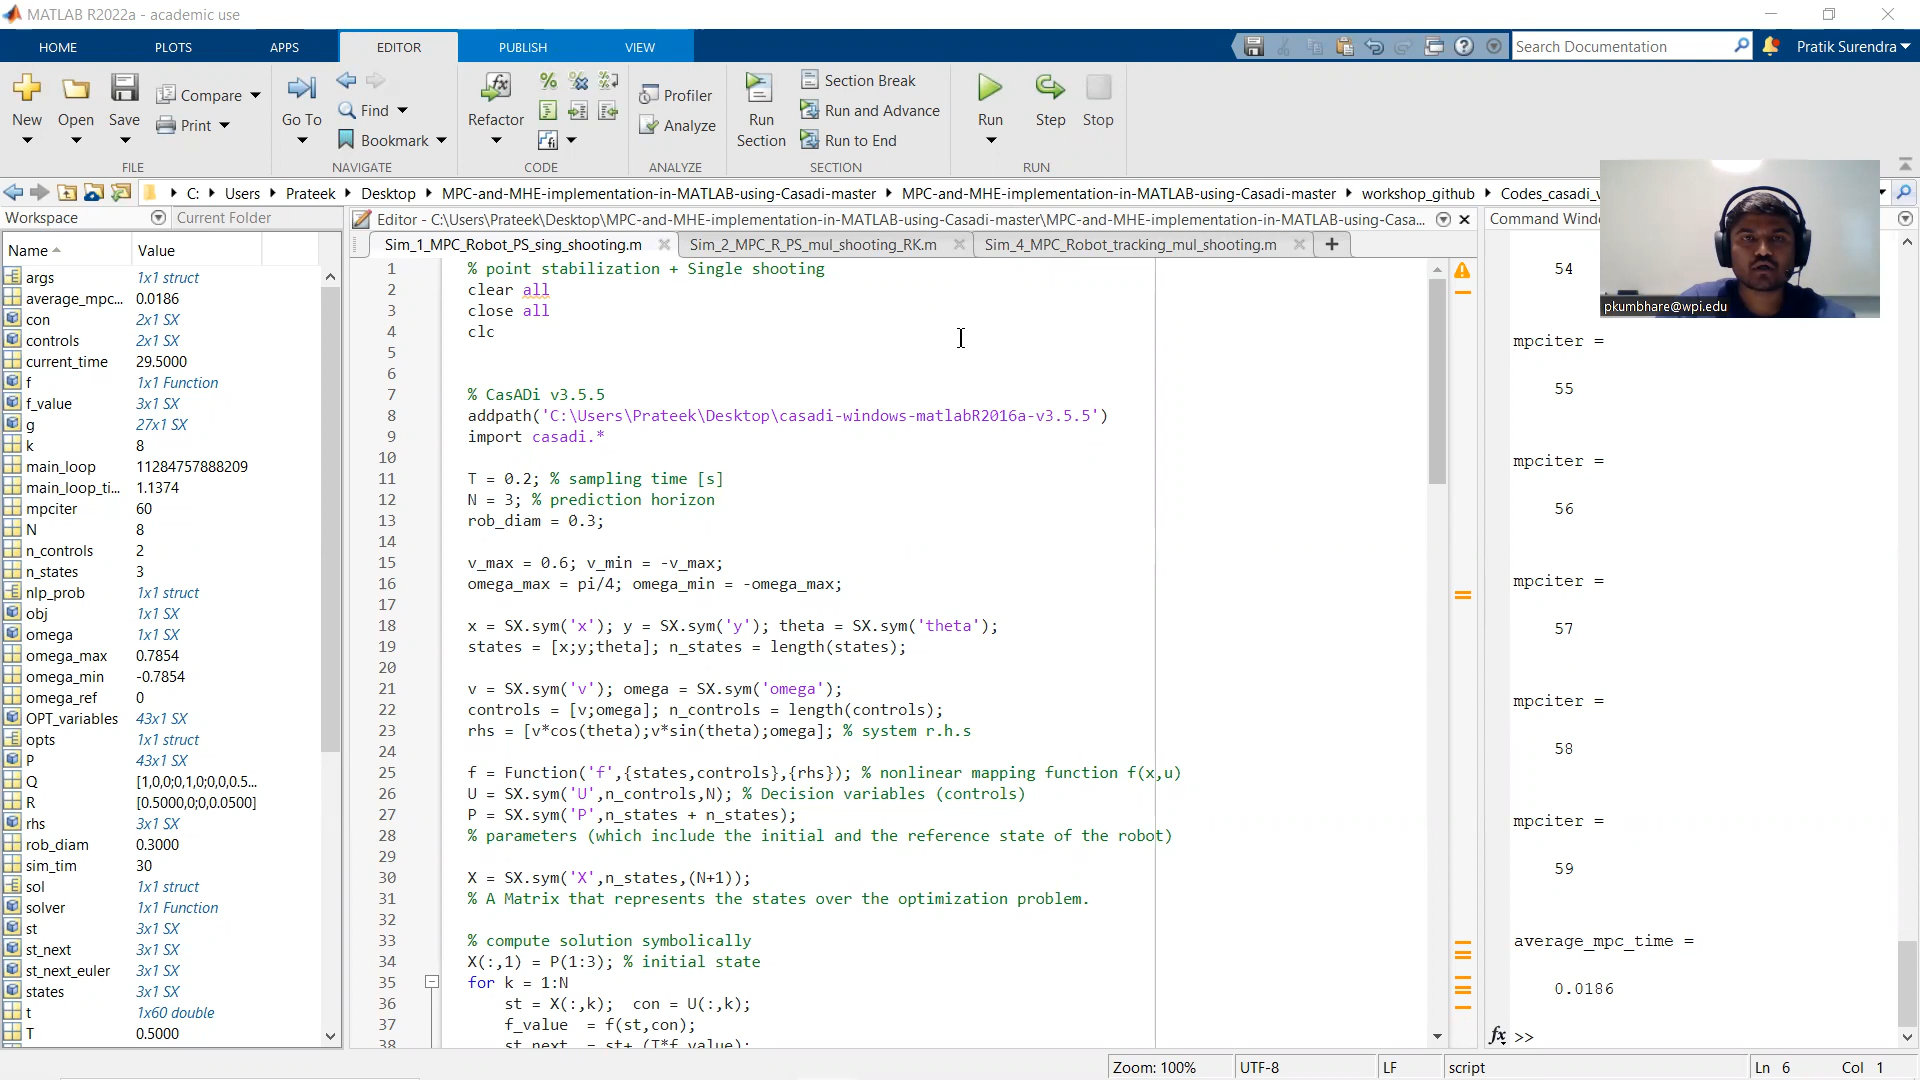 MATLAB R2022a - academic use
HOME PLOTS APPS EDITOR PUBLISH VIEW
Search Documentation
Pratik Surendra
New Open Save Compare Print
FILE
Go To Find Bookmark
NAVIGATE
Refactor
CODE
Profiler Analyze
ANALYZE
Run Section Section Break Run and Advance Run to End
SECTION
Run Step Stop
RUN
C: Users Prateek Desktop MPC-and-MHE-implementation-in-MATLAB-using-Casadi-master MPC-and-MHE-implementation-in-MATLAB-using-Casadi-master workshop_github Codes_casadi_
Workspace Current Folder
Name Value
args 1x1 struct
average_mpc... 0.0186
con 2x1 SX
controls 2x1 SX
current_time 29.5000
f 1x1 Function
f_value 3x1 SX
g 27x1 SX
k 8
main_loop 11284757888209
main_loop_ti... 1.1374
mpciter 60
N 8
n_controls 2
n_states 3
nlp_prob 1x1 struct
obj 1x1 SX
omega 1x1 SX
omega_max 0.7854
omega_min -0.7854
omega_ref 0
OPT_variables 43x1 SX
opts 1x1 struct
P 43x1 SX
Q [1,0,0;0,1,0;0,0,0.5...
R [0.5000,0;0,0.0500]
rhs 3x1 SX
rob_diam 0.3000
sim_tim 30
sol 1x1 struct
solver 1x1 Function
st 3x1 SX
st_next 3x1 SX
st_next_euler 3x1 SX
states 3x1 SX
t 1x60 double
T 0.5000
Editor - C:\Users\Prateek\Desktop\MPC-and-MHE-implementation-in-MATLAB-using-Casadi-master\MPC-and-MHE-implementation-in-MATLAB-using-Casa...
Sim_1_MPC_Robot_PS_sing_shooting.m Sim_2_MPC_R_PS_mul_shooting_RK.m Sim_4_MPC_Robot_tracking_mul_shooting.m
1 % point stabilization + Single shooting
2 clear all
3 close all
4 clc
5
6
7 % CasADi v3.5.5
8 addpath('C:\Users\Prateek\Desktop\casadi-windows-matlabR2016a-v3.5.5')
9 import casadi.*
10
11 T = 0.2; % sampling time [s]
12 N = 3; % prediction horizon
13 rob_diam = 0.3;
14
15 v_max = 0.6; v_min = -v_max;
16 omega_max = pi/4; omega_min = -omega_max;
17
18 x = SX.sym('x'); y = SX.sym('y'); theta = SX.sym('theta');
19 states = [x;y;theta]; n_states = length(states);
20
21 v = SX.sym('v'); omega = SX.sym('omega');
22 controls = [v;omega]; n_controls = length(controls);
23 rhs = [v*cos(theta);v*sin(theta);omega]; % system r.h.s
24
25 f = Function('f',{states,controls},{rhs}); % nonlinear mapping function f(x,u)
26 U = SX.sym('U',n_controls,N); % Decision variables (controls)
27 P = SX.sym('P',n_states + n_states);
28 % parameters (which include the initial and the reference state of the robot)
29
30 X = SX.sym('X',n_states,(N+1));
31 % A Matrix that represents the states over the optimization problem.
32
33 % compute solution symbolically
34 X(:,1) = P(1:3); % initial state
35 for k = 1:N
36 st = X(:,k); con = U(:,k);
37 f_value = f(st,con);
38 st_next = st+ (T*f_value);
Command Wind
54
mpciter =
55
mpciter =
56
mpciter =
57
mpciter =
58
mpciter =
59
average_mpc_time =
0.0186
fx >>
pkumbhare@wpi.edu
Zoom: 100% UTF-8 LF script Ln 6 Col 1